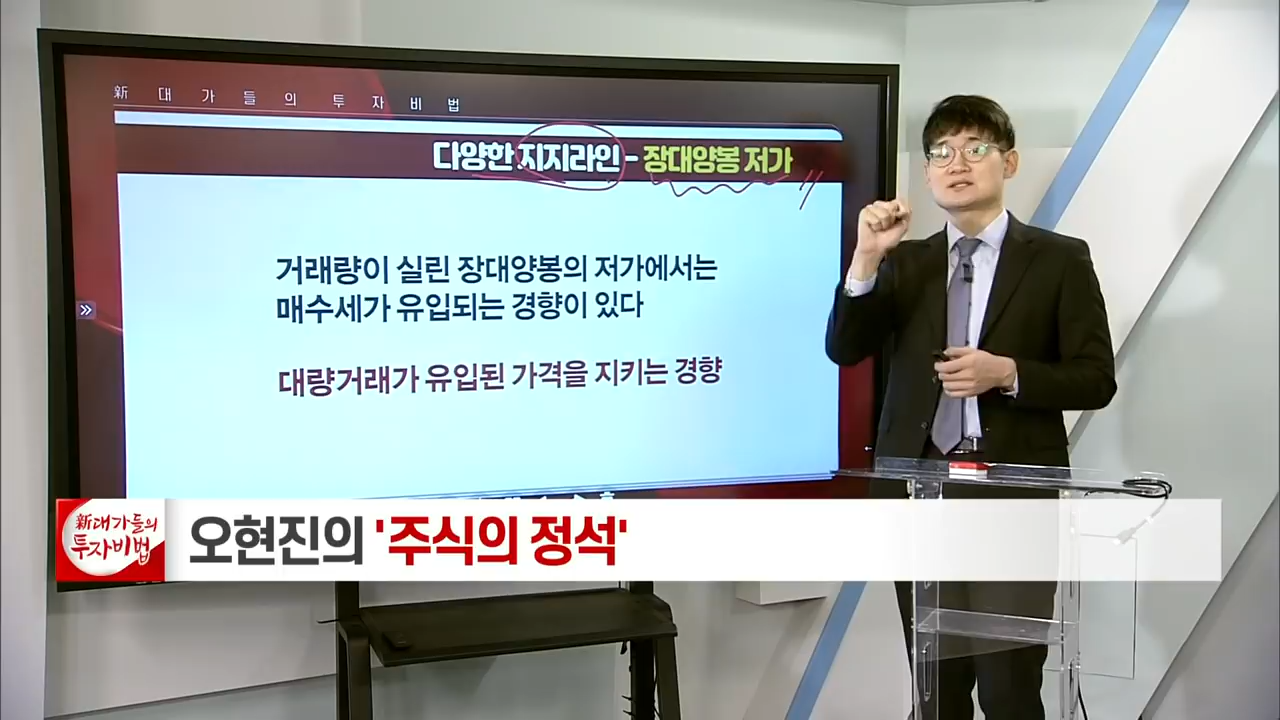 新 대 가 들 의 투 자 비 법
다양한 지지라인 - 장대양봉 저가
거래량이 실린 장대양봉의 저가에서는
매수세가 유입되는 경향이 있다
대량거래가 유입된 가격을 지키는 경향
新대가들의
투자비법
오현진의 '주식의 정석'